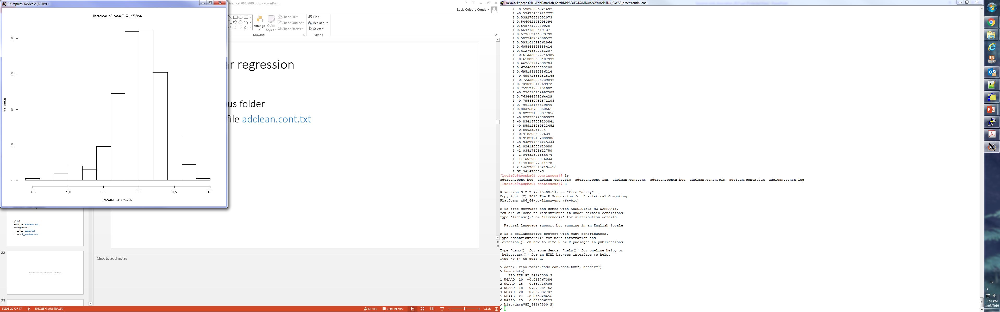 R Graphics: Device 2 (ACTIVE)
Histogram of data$GI_34147330.S
Frequency
80
60
40
20
0
-1.5 -1.0 -0.5 0.0 0.5 1.0
data$GI_34147330.S
Practical_01032019.pptx - PowerPoint
Lucia Colodro Conde
Arrange
Quick Styles
Shape Fill
Shape Outline
Shape Effects
Drawing
Find
Replace
Select
Editing
ar regression
us folder
file adclean.cont.txt
plink
--bfile adclean.cc
--logistic
--covar adpc.txt
--out 2_adclean.cc
22
23
Click to add notes
SLIDE 20 OF 47 ENGLISH (AUSTRALIA) NOTES COMMENTS 111%
luciaCo@hpcpbs01:~/LabData/Lab_SarahM/PROJECTS/MIGAS/GWAS/PLINK_GWAS_pract/continuous
1 -0.53076636024637
1 -0.534754559217771
1 0.539276356052073
1 0.546042145098394
1 0.54877174749928
1 0.55471388419737
1 0.579652144573793
1 0.587348752809577
1 0.593161529261964
1 0.605868398885414
1 0.612748579231207
1 -0.613329876245989
1 -0.613820688407999
1 0.667669912538704
1 0.676408765783208
1 0.695195182586214
1 -0.699725361815165
1 -0.723589995239846
1 0.739079611769972
1 0.753124233151082
1 -0.756516154997502
1 0.763444579264429
1 -0.795850781571103
1 0.796113185519849
1 0.803758793850561
1 -0.823321888377056
1 -0.828333298393922
1 -0.834157009133841
1 -0.859123969522452
1 -0.89925286774
1 -0.9182024572639
1 -0.918312192088306
1 -0.940779509245444
1 -1.02412305613080
1 -1.03517808612750
1 -1.04652571656674
1 -1.15069999076033
1 -1.43408972511478
1 2.1467203015213e-16
1 GI_34147330-S
[luciaCo@hpcpbs01 continuous]$ ls
adclean.cont.bed adclean.cont.bim adclean.cont.fam adclean.cont.txt adclean.contx.bed adclean.contx.bim adclean.contx.fam adclean.contx.log
[luciaCo@hpcpbs01 continuous]$ R
R version 3.2.2 (2015-08-14) -- "Fire Safety"
Copyright (C) 2015 The R Foundation for Statistical Computing
Platform: x86_64-pc-linux-gnu (64-bit)
R is free software and comes with ABSOLUTELY NO WARRANTY.
You are welcome to redistribute it under certain conditions.
Type 'license()' or 'licence()' for distribution details.
Natural language support but running in an English locale
R is a collaborative project with many contributors.
Type 'contributors()' for more information and
'citation()' on how to cite R or R packages in publications.
Type 'demo()' for some demos, 'help()' for on-line help, or
'help.start()' for an HTML browser interface to help.
Type 'q()' to quit R.
> data<- read.table("adclean.cont.txt", header=T)
> head(data)
FID IID GI_34147330.S
1 WGAAD 10 -0.063767384
2 WGAAD 15 0.382426405
3 WGAAD 18 0.272034762
4 WGAAD 20 -0.062332737
5 WGAAD 24 -0.046920656
6 WGAAD 25 0.007536223
> hist(data$GI_34147330.S)
>
EN
EN
3:51 PM
1/03/2019